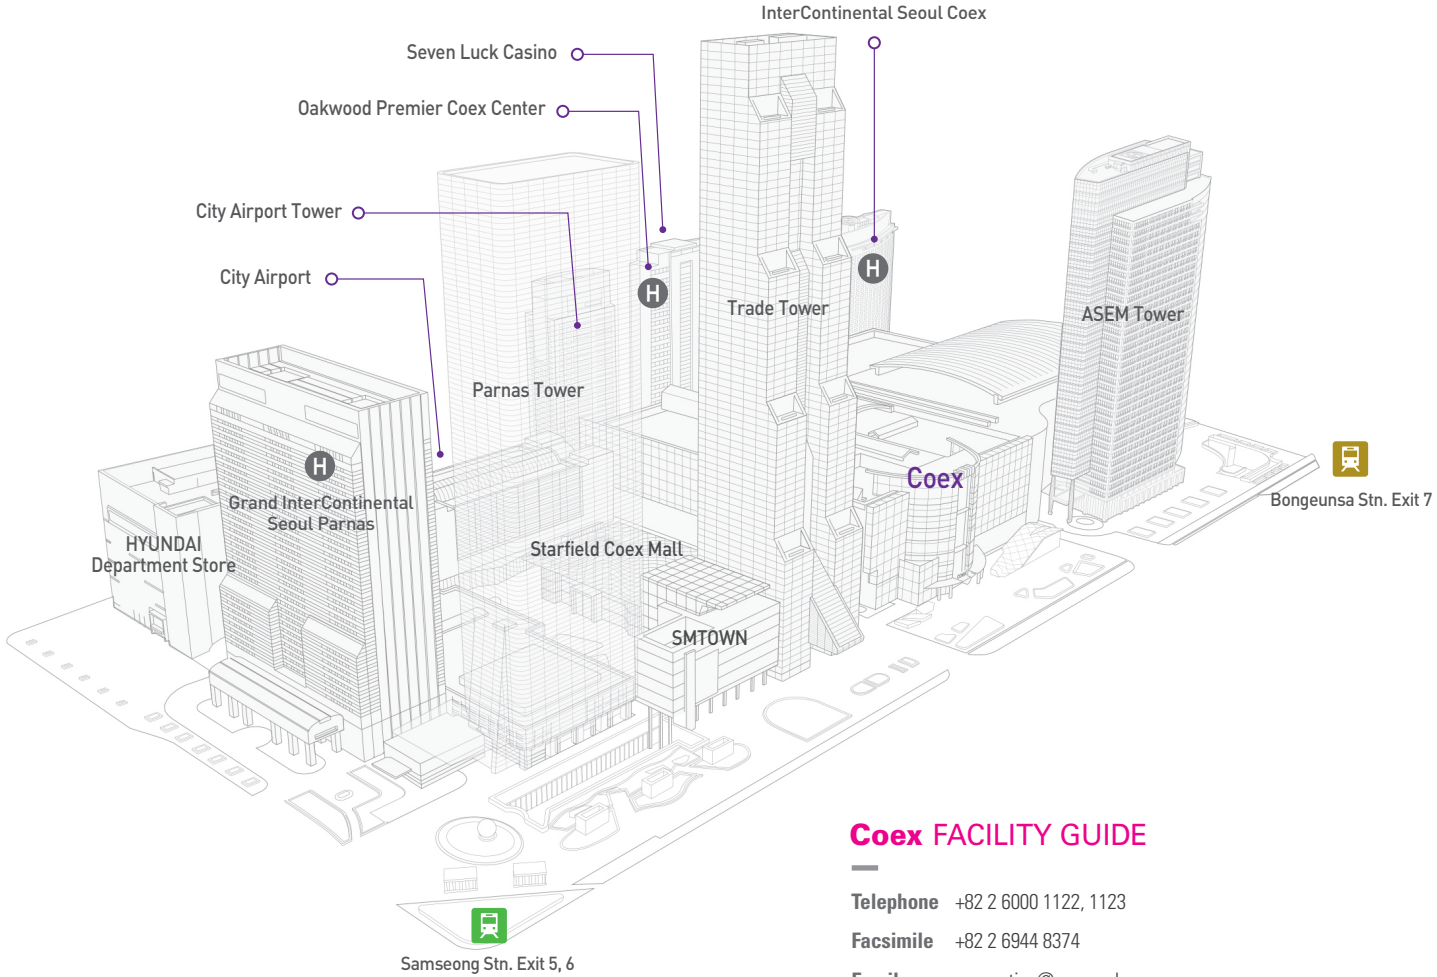 InterContinental Seoul Coex
Seven Luck Casino
Oakwood Premier Coex Center
City Airport Tower
City Airport
H
H
Trade Tower
ASEM Tower
Parnas Tower
H
Grand InterContinental
Seoul Parnas
Coex
Bongeunsa Stn. Exit 7
HYUNDAI
Department Store
Starfield Coex Mall
SMTOWN
Samseong Stn. Exit 5, 6
Coex FACILITY GUIDE
Telephone +82 2 6000 1122, 1123
Facsimile +82 2 6944 8374